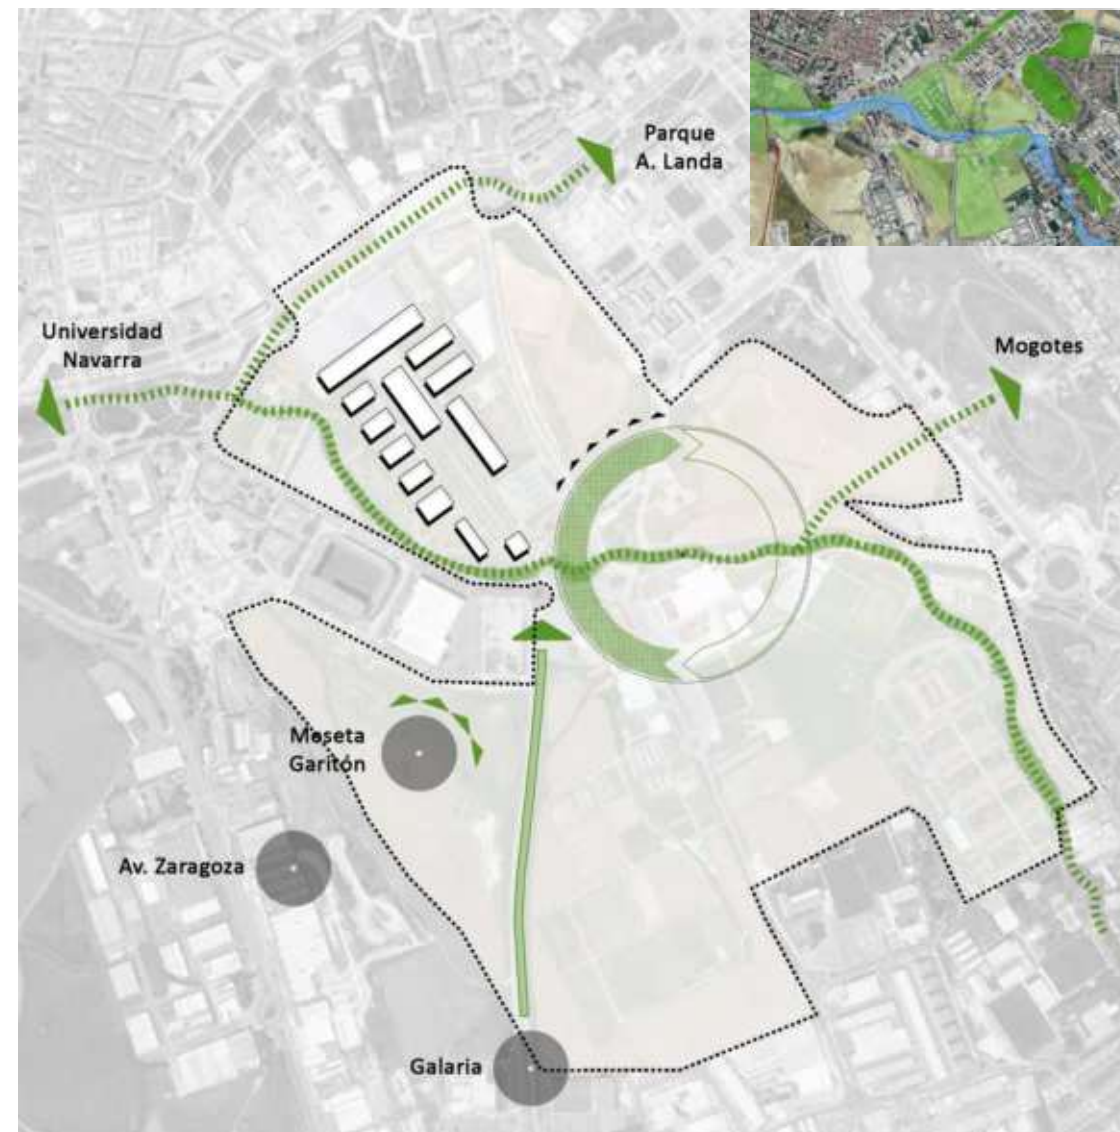 Parque
A. Landa
Universidad
Navarra
Mogotes
Meseta
Garitón
Av. Zaragoza
Galaria